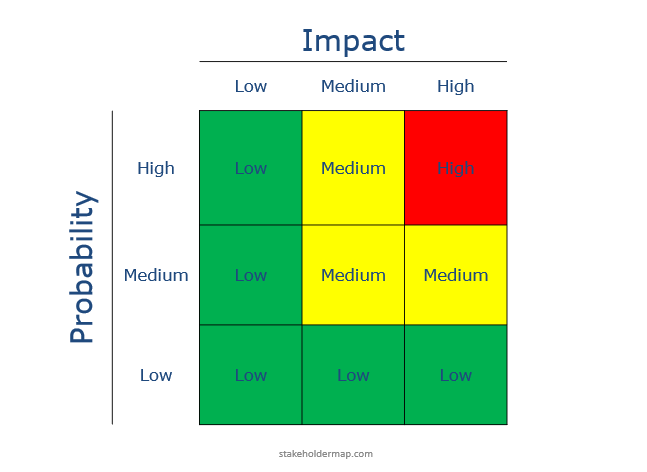 Impact
Low Medium High
Probability
High Low Medium High
Medium Low Medium Medium
Low Low Low Low
stakeholdermap.com